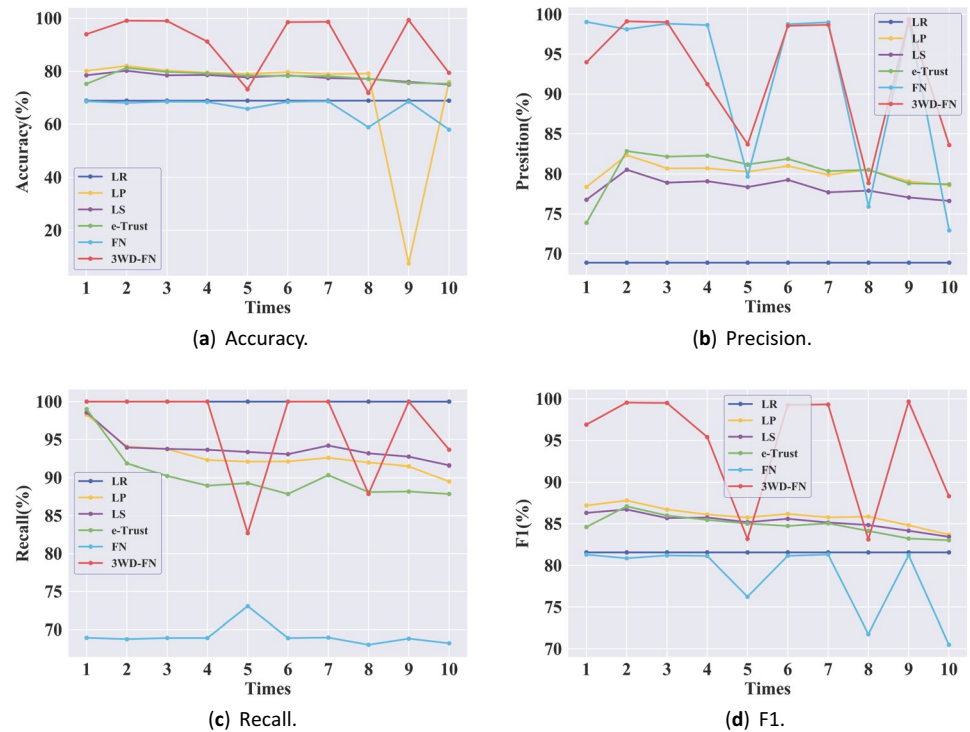 100
80
60
40
20
Accuracy(%)
LR
LP
LS
e-Trust
FN
3WD-FN
1 2 3 4 5 6 7 8 9 10
Times
(a) Accuracy.
100
95
90
85
80
75
70
Presition(%)
LR
LP
LS
e-Trust
FN
3WD-FN
1 2 3 4 5 6 7 8 9 10
Times
(b) Precision.
100
95
90
85
80
75
70
Recall(%)
LR
LP
LS
e-Trust
FN
3WD-FN
1 2 3 4 5 6 7 8 9 10
Times
(c) Recall.
100
95
90
85
80
75
70
F1(%)
LR
LP
LS
e-Trust
FN
3WD-FN
1 2 3 4 5 6 7 8 9 10
Times
(d) F1.